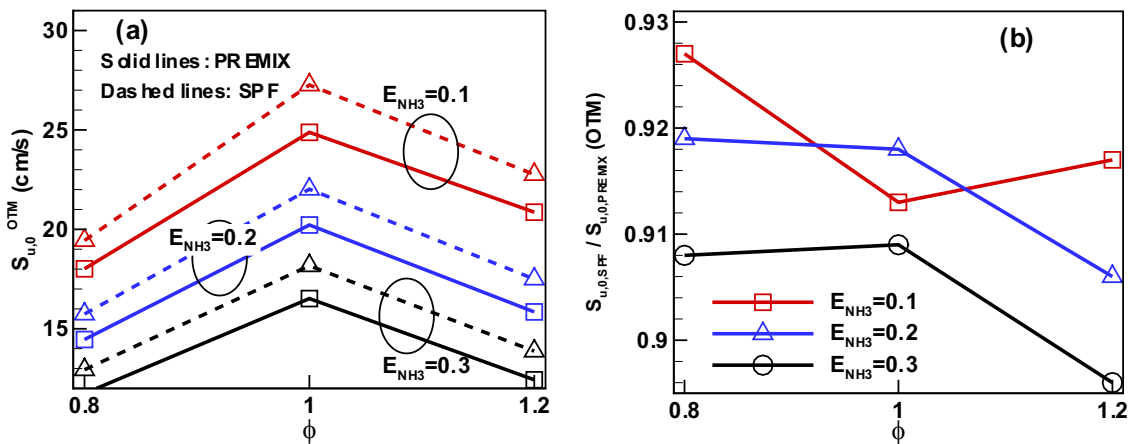 (a)
Solid lines: PREMIX
Dashed lines: SPF
E_NH3=0.1
E_NH3=0.2
E_NH3=0.3
S_u,0^OTM (cm/s)
30
25
20
15
0.8
1
1.2
ϕ
(b)
S_u,0,SPF / S_u,0,PREMIX (OTM)
0.93
0.92
0.91
0.9
E_NH3=0.1
E_NH3=0.2
E_NH3=0.3
0.8
1
1.2
ϕ